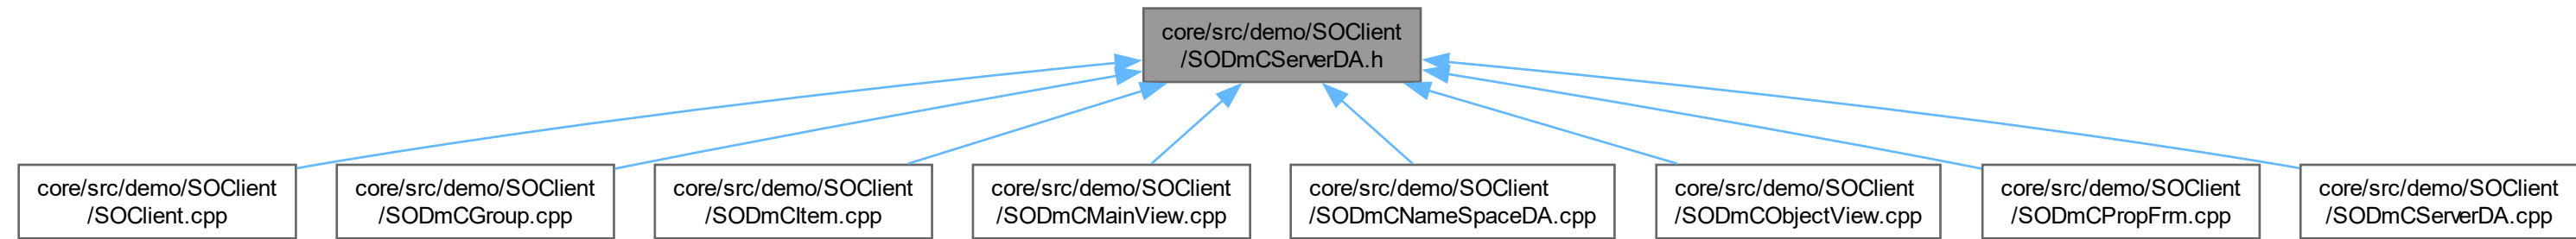 core/src/demo/SOClient
/SODmCServerDA.h
core/src/demo/SOClient
/SOClient.cpp
core/src/demo/SOClient
/SODmCGroup.cpp
core/src/demo/SOClient
/SODmCItem.cpp
core/src/demo/SOClient
/SODmCMainView.cpp
core/src/demo/SOClient
/SODmCNameSpaceDA.cpp
core/src/demo/SOClient
/SODmCObjectView.cpp
core/src/demo/SOClient
/SODmCPropFrm.cpp
core/src/demo/SOClient
/SODmCServerDA.cpp